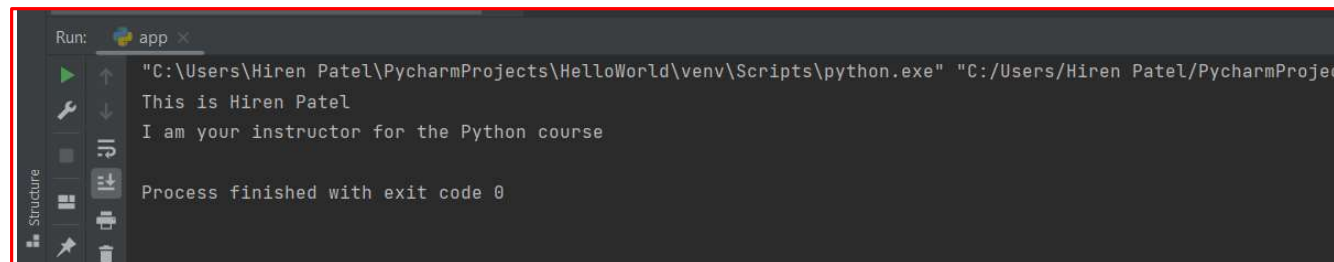 Run: app
"C:\Users\Hiren Patel\PycharmProjects\HelloWorld\venv\Scripts\python.exe" "C:/Users/Hiren Patel/PycharmProjec
This is Hiren Patel
I am your instructor for the Python course
Process finished with exit code 0
Structure